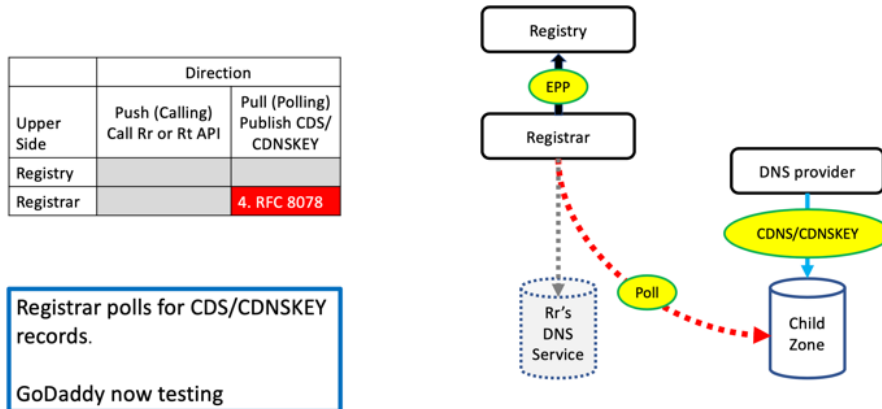 Direction
Upper
Side
Push (Calling)
Call Rr or Rt API
Pull (Polling)
Publish CDS/
CDNSKEY
Registry
Registrar
4. RFC 8078
Registrar polls for CDS/CDNSKEY
records.
GoDaddy now testing
Registry
EPP
Registrar
DNS provider
CDNS/CDNSKEY
Poll
Rr's
DNS
Service
Child
Zone